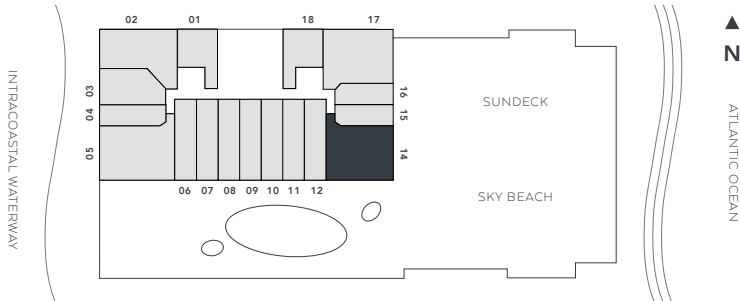 02 01 18 17
N
03
16
SUNDECK
04
15
05
14
INTRACOASTAL WATERWAY
ATLANTIC OCEAN
06 07 08 09 10 11 12
SKY BEACH